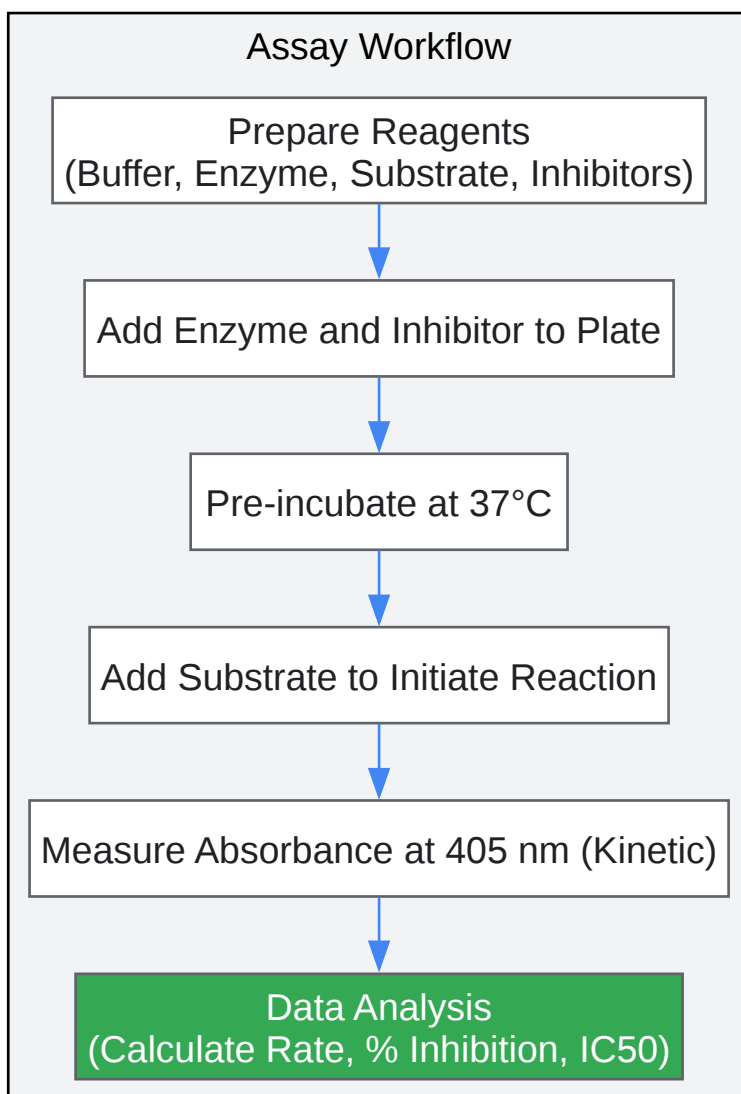 Assay Workflow
Prepare Reagents
(Buffer, Enzyme, Substrate, Inhibitors)
Add Enzyme and Inhibitor to Plate
Pre-incubate at 37°C
Add Substrate to Initiate Reaction
Measure Absorbance at 405 nm (Kinetic)
Data Analysis
(Calculate Rate, % Inhibition, IC50)